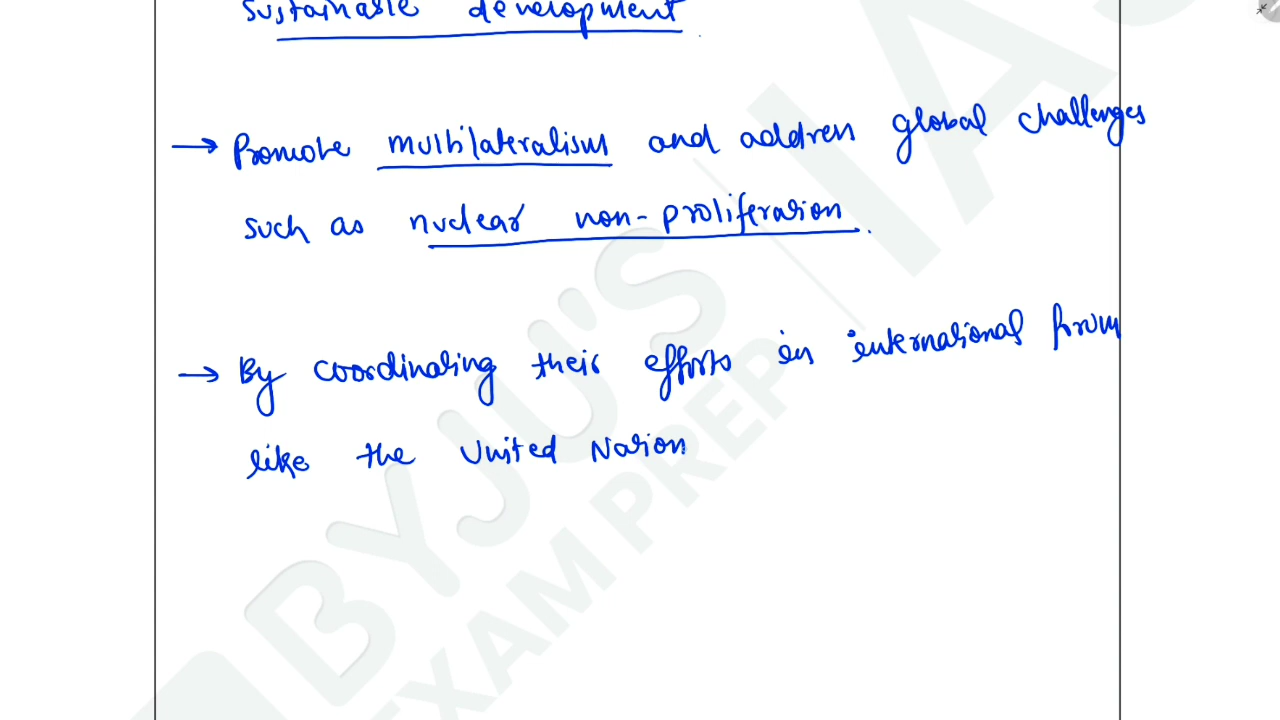 sustainable development
→ Promote multilateralism and address global challenges
such as nuclear non-proliferation.
→ By coordinating their efforts in international forum
like the United Nation
BYJU'S IAS
EXAM PREP